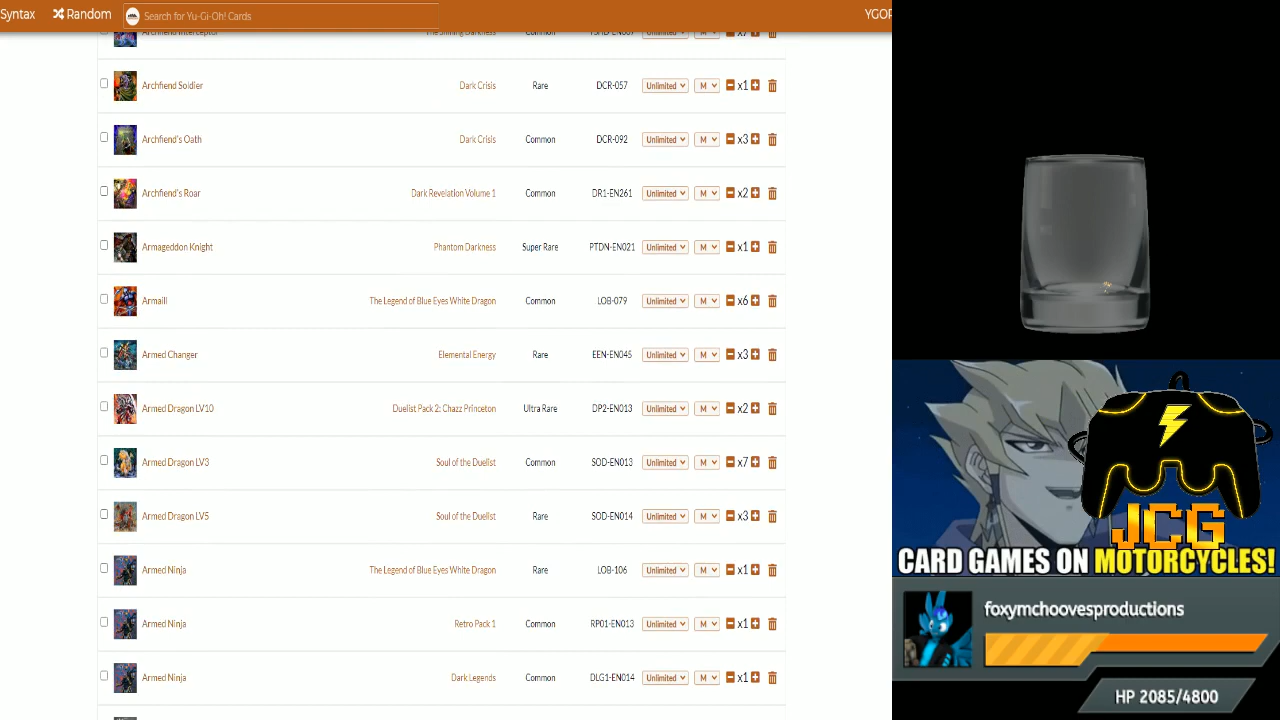 Syntax Random Search for Yu-Gi-Oh! Cards
Archfiend Interceptor The Shining Darkness Common
Archfiend Soldier Dark Crisis Rare DCR-057 Unlimited M x1
Archfiend's Oath Dark Crisis Common DCR-092 Unlimited M x3
Archfiend's Roar Dark Revelation Volume 1 Common DR1-EN261 Unlimited M x2
Armageddon Knight Phantom Darkness Super Rare PTDN-EN021 Unlimited M x1
Armaill The Legend of Blue Eyes White Dragon Common LOB-079 Unlimited M x6
Armed Changer Elemental Energy Rare EEN-EN045 Unlimited M x3
Armed Dragon LV10 Duelist Pack 2: Chazz Princeton Ultra Rare DP2-EN013 Unlimited M x2
Armed Dragon LV3 Soul of the Duelist Common SOD-EN013 Unlimited M x7
Armed Dragon LV5 Soul of the Duelist Rare SOD-EN014 Unlimited M x3
Armed Ninja The Legend of Blue Eyes White Dragon Rare LOB-106 Unlimited M x1
Armed Ninja Retro Pack 1 Common RP01-EN013 Unlimited M x1
Armed Ninja Dark Legends Common DLG1-EN014 Unlimited M x1
JCG
CARD GAMES ON MOTORCYCLES!
foxymchoovesproductions
HP 2085/4800